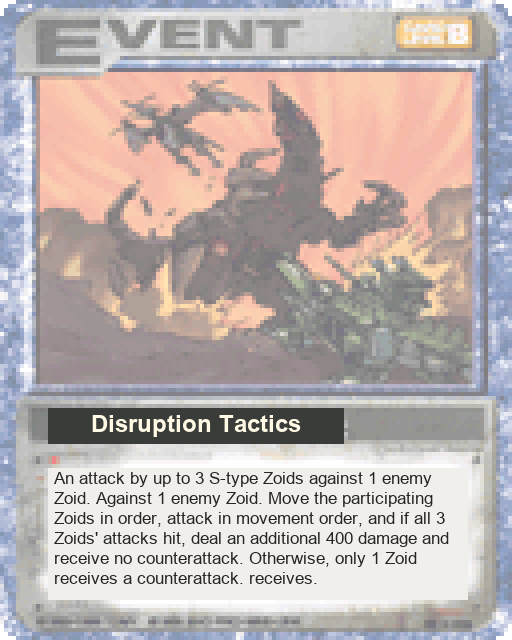 EVENT
B
Disruption Tactics
An attack by up to 3 S-type Zoids against 1 enemy
Zoid. Against 1 enemy Zoid. Move the participating
Zoids in order, attack in movement order, and if all 3
Zoids' attacks hit, deal an additional 400 damage and
receive no counterattack. Otherwise, only 1 Zoid
receives a counterattack. receives.